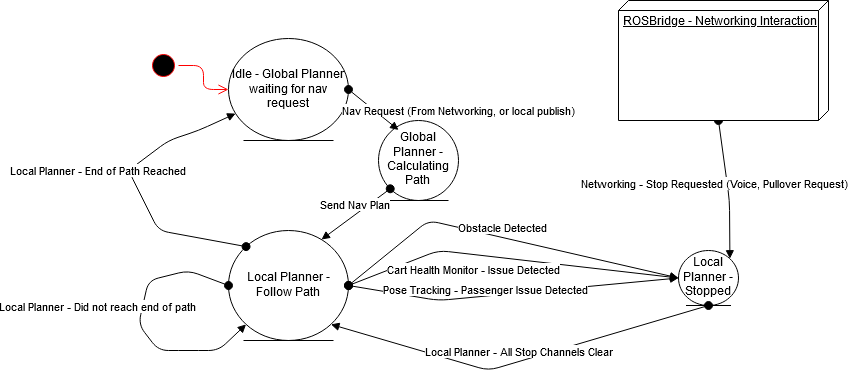 ROSBridge - Networking Interaction
Idle - Global Planner
waiting for nav
request
Nav Request (From Networking, or local publish)
Global
Planner -
Calculating
Path
Local Planner - End of Path Reached
Networking - Stop Requested (Voice, Pullover Request)
Send Nav Plan
Obstacle Detected
Local Planner -
Follow Path
Cart Health Monitor - Issue Detected
Pose Tracking - Passenger Issue Detected
Local
Planner -
Stopped
Local Planner - Did not reach end of path
Local Planner - All Stop Channels Clear